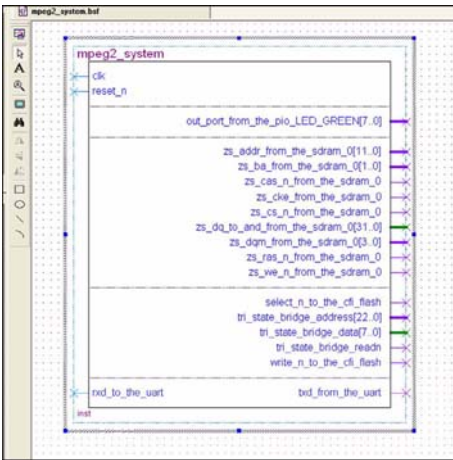 mpeg2_system.bsf
mpeg2_system
clk
reset_n
out_port_from_the_pio_LED_GREEN[7..0]
zs_addr_from_the_sdram_0[11..0]
zs_ba_from_the_sdram_0[1..0]
zs_cas_n_from_the_sdram_0
zs_cke_from_the_sdram_0
zs_cs_n_from_the_sdram_0
zs_dq_to_and_from_the_sdram_0[31..0]
zs_dqm_from_the_sdram_0[3..0]
zs_ras_n_from_the_sdram_0
zs_we_n_from_the_sdram_0
select_n_to_the_cfi_flash
tri_state_bridge_address[22..0]
tri_state_bridge_data[7..0]
tri_state_bridge_readn
write_n_to_the_cfi_flash
rxd_to_the_uart txd_from_the_uart
inst